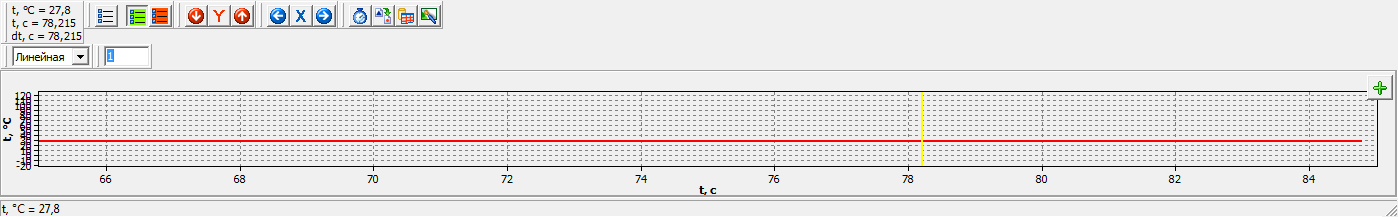 t, °C = 27,8
t, c = 78,215
dt, c = 78,215
Y
X
Линейная
1
120
t, °C
-20
66 68 70 72 74 76 78 80 82 84
t, c
t, °C = 27,8